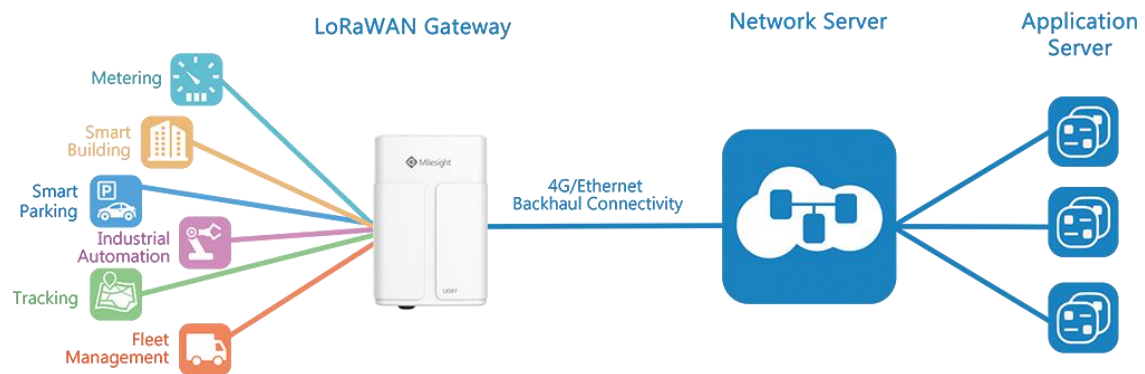 LoRaWAN Gateway
Network Server
Application
Server
Metering
Smart
Building
Smart
Parking
Industrial
Automation
Tracking
Fleet
Management
P
Milesight
UG67
4G/Ethernet
Backhaul Connectivity